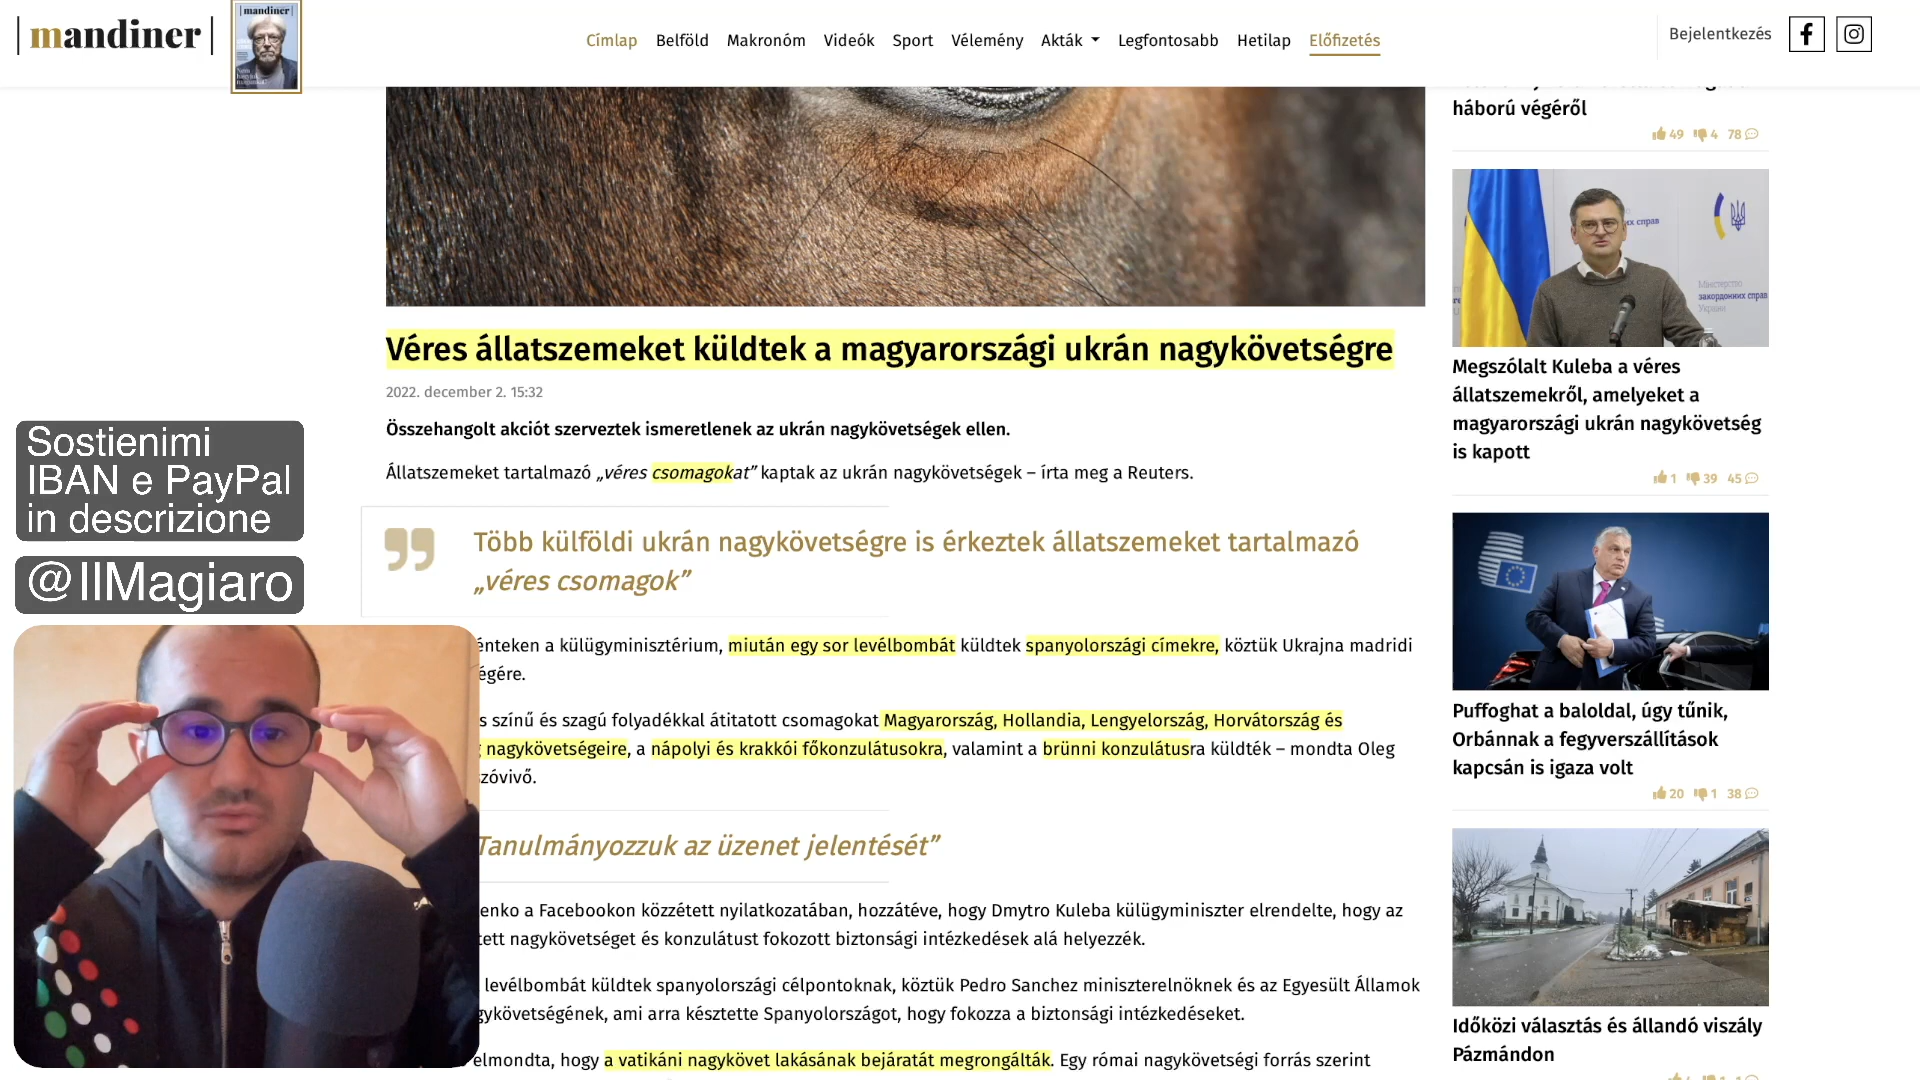 mandiner
mandiner
Címlap Belföld Makronóm Videók Sport Vélemény Akták Legfontosabb Hetilap Előfizetés
Bejelentkezés
háború végéről
49 4 78
Véres állatszemeket küldtek a magyarországi ukrán nagykövetségre
2022. december 2. 15:32
Összehangolt akciót szerveztek ismeretlenek az ukrán nagykövetségek ellen.
Állatszemeket tartalmazó „véres csomagokat” kaptak az ukrán nagykövetségek – írta meg a Reuters.
Több külföldi ukrán nagykövetségre is érkeztek állatszemeket tartalmazó
„véres csomagok”
énteken a külügyminisztérium, miután egy sor levélbombát küldtek spanyolországi címekre, köztük Ukrajna madridi
égére.
s színű és szagú folyadékkal átitatott csomagokat Magyarország, Hollandia, Lengyelország, Horvátország és
nagykövetségeire, a nápolyi és krakkói főkonzulátusokra, valamint a brünni konzulátusra küldték – mondta Oleg
szóvivő.
Tanulmányozzuk az üzenet jelentését”
enko a Facebookon közzétett nyilatkozatában, hozzátéve, hogy Dmytro Kuleba külügyminiszter elrendelte, hogy az
tett nagykövetséget és konzulátust fokozott biztonsági intézkedések alá helyezzék.
levélbombát küldtek spanyolországi célpontoknak, köztük Pedro Sanchez miniszterelnöknek és az Egyesült Államok
gykövetségének, ami arra késztette Spanyolországot, hogy fokozza a biztonsági intézkedéseket.
elmondta, hogy a vatikáni nagykövet lakásának bejáratát megrongálták. Egy római nagykövetségi forrás szerint
Sostienimi
IBAN e PayPal
in descrizione
@IlMagiaro
Міністерство
закордонних справ
України
Megszólalt Kuleba a véres
állatszemekről, amelyeket a
magyarországi ukrán nagykövetség
is kapott
1 39 45
Puffoghat a baloldal, úgy tűnik,
Orbánnak a fegyverszállítások
kapcsán is igaza volt
20 1 38
Időközi választás és állandó viszály
Pázmándon